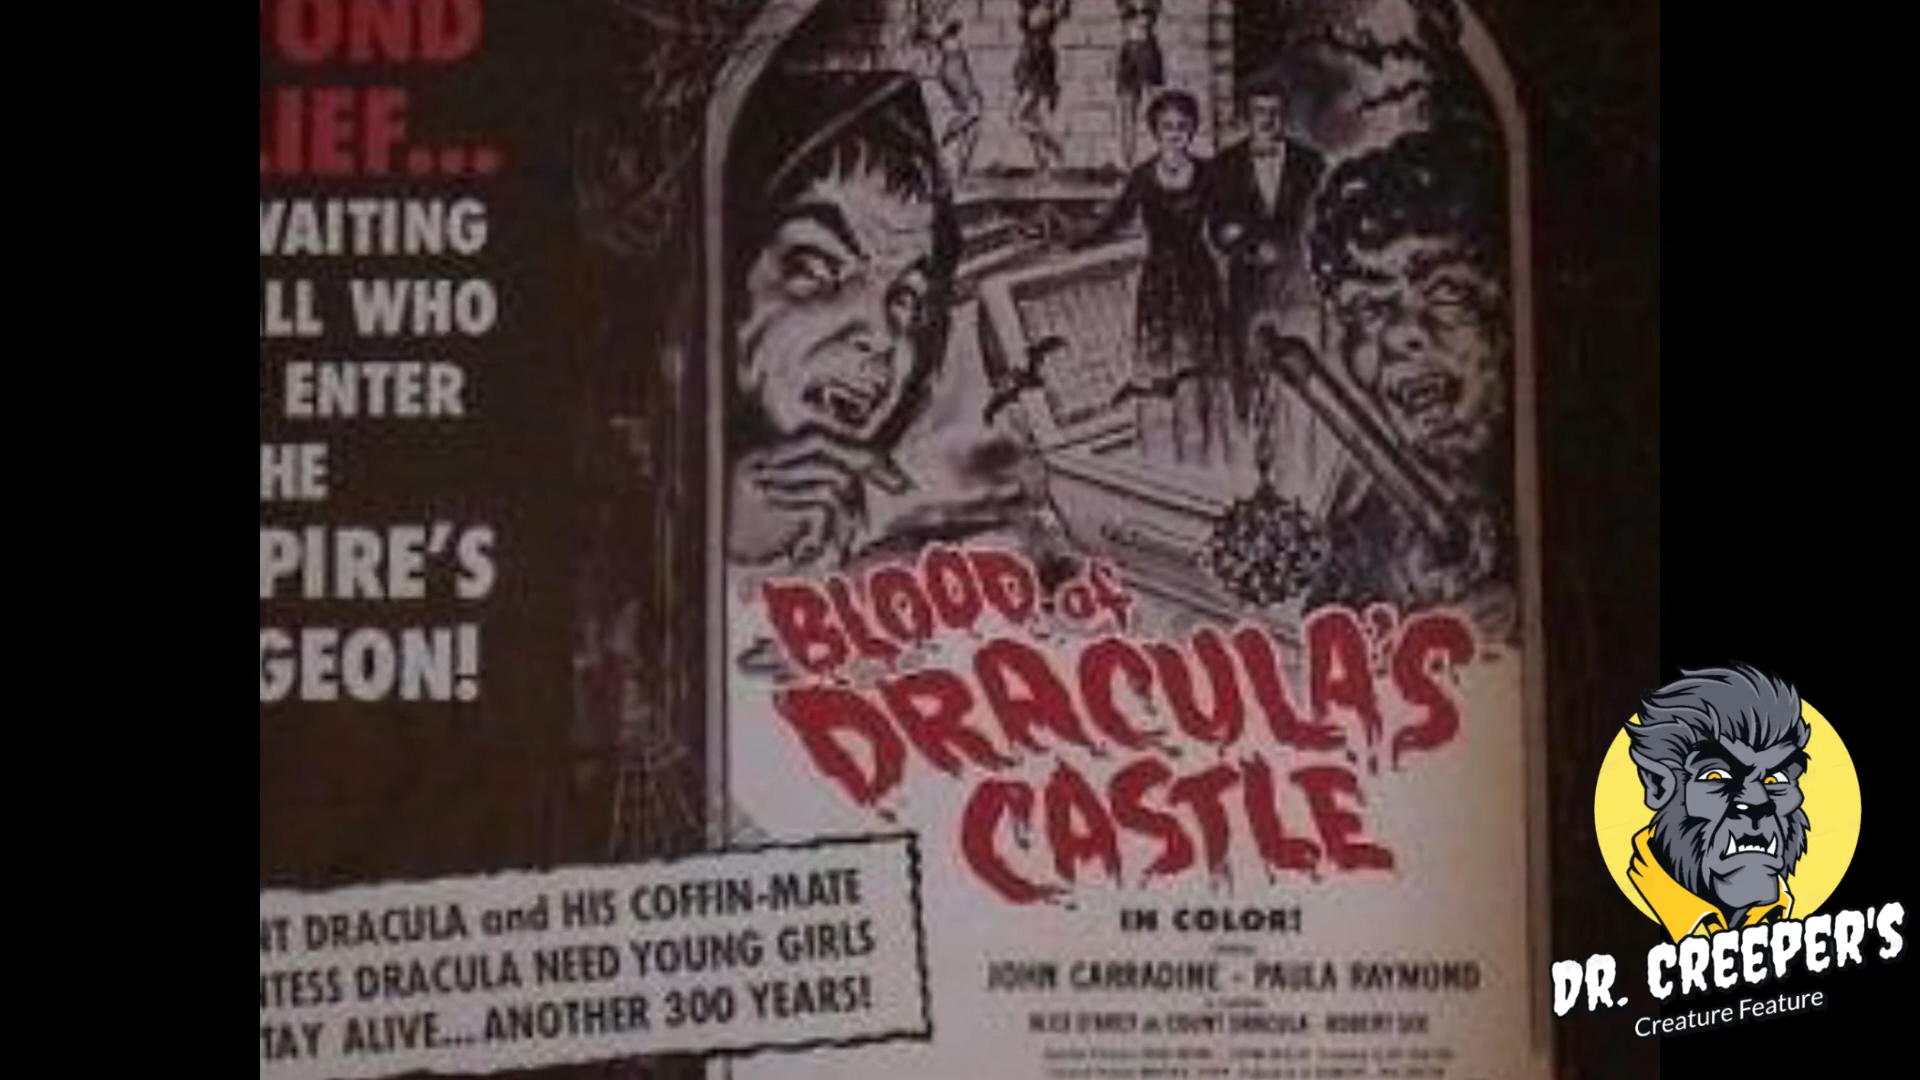 OND
LIEF...
WAITING
LL WHO
ENTER
HE
PIRE'S
GEON!
NT DRACULA and HIS COFFIN-MATE
NTESS DRACULA NEED YOUNG GIRLS
TAY ALIVE...ANOTHER 300 YEARS!
BLOOD of
DRACULA'S
CASTLE
IN COLOR!
JOHN CARRADINE - PAULA RAYMOND
COUNT DRACULA
DR. CREEPER'S
Creature Feature